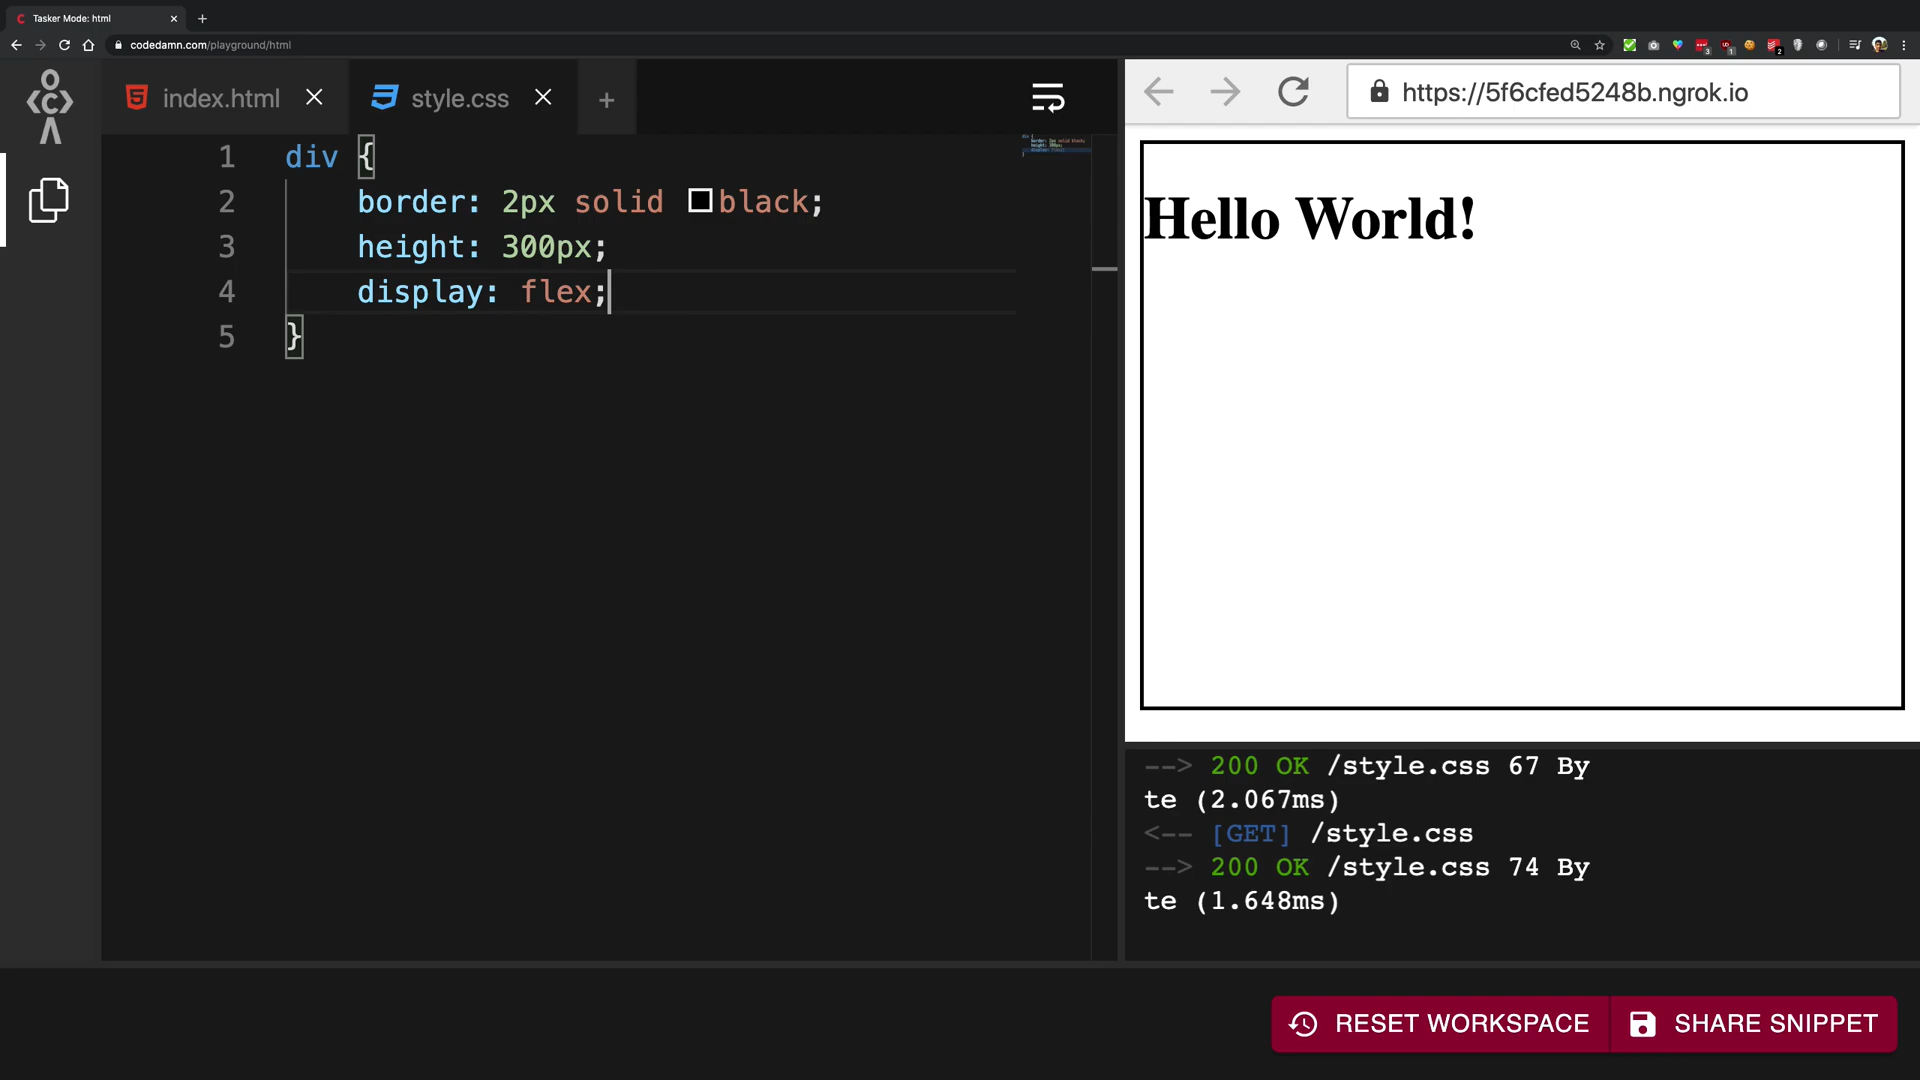 Tasker Mode: html
codedamn.com/playground/html
index.html
style.css
https://5f6cfed5248b.ngrok.io
1 div {
2 border: 2px solid black;
3 height: 300px;
4 display: flex;
5 }
Hello World!
--> 200 OK /style.css 67 By
te (2.067ms)
<-- [GET] /style.css
--> 200 OK /style.css 74 By
te (1.648ms)
RESET WORKSPACE
SHARE SNIPPET